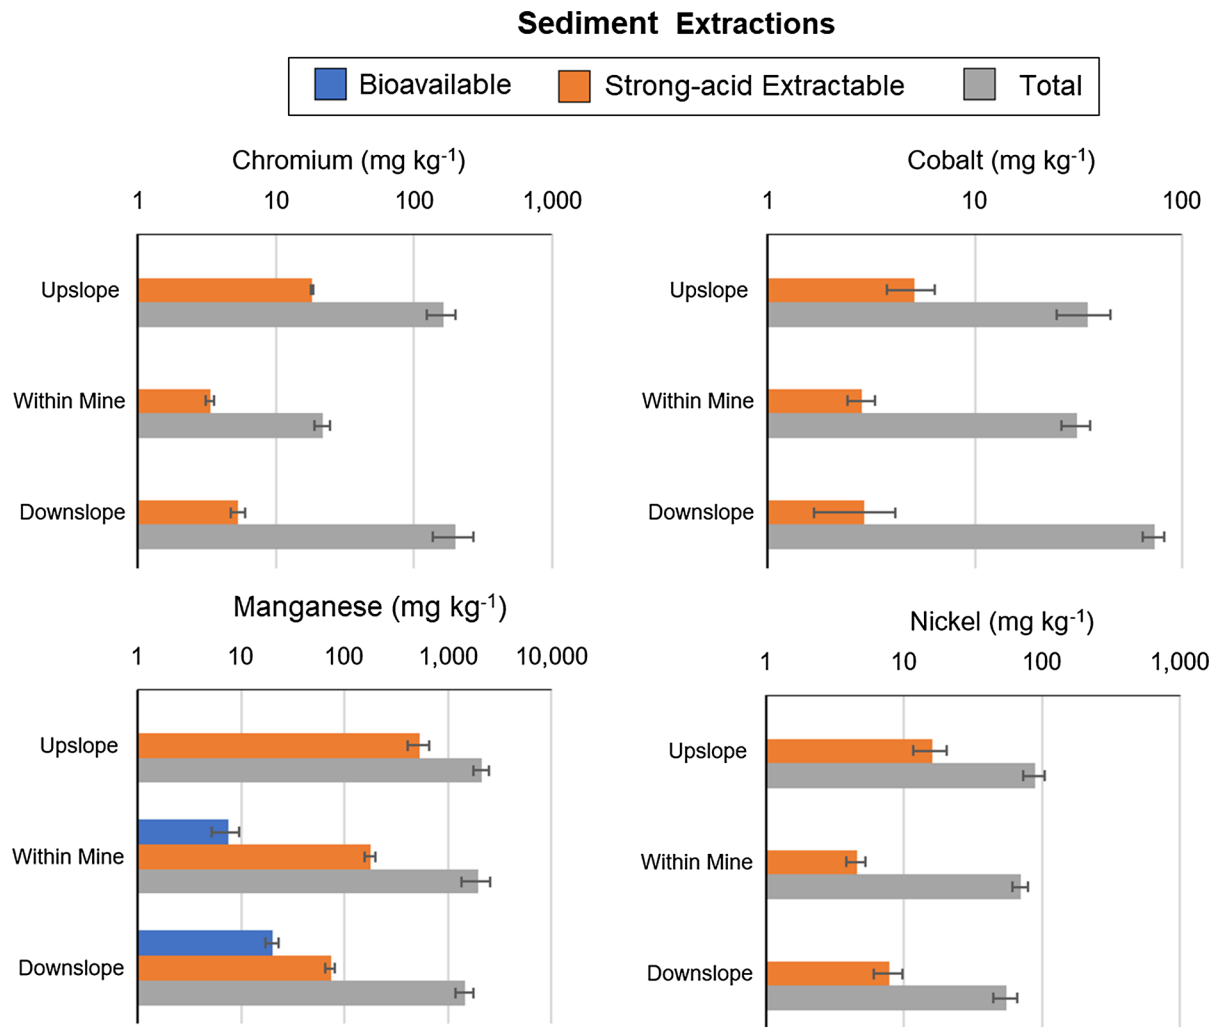 Sediment Extractions
Bioavailable Strong-acid Extractable Total
Chromium (mg kg-1)
1 10 100 1,000
Upslope
Within Mine
Downslope
Cobalt (mg kg-1)
1 10 100
Upslope
Within Mine
Downslope
Manganese (mg kg-1)
1 10 100 1,000 10,000
Upslope
Within Mine
Downslope
Nickel (mg kg-1)
1 10 100 1,000
Upslope
Within Mine
Downslope